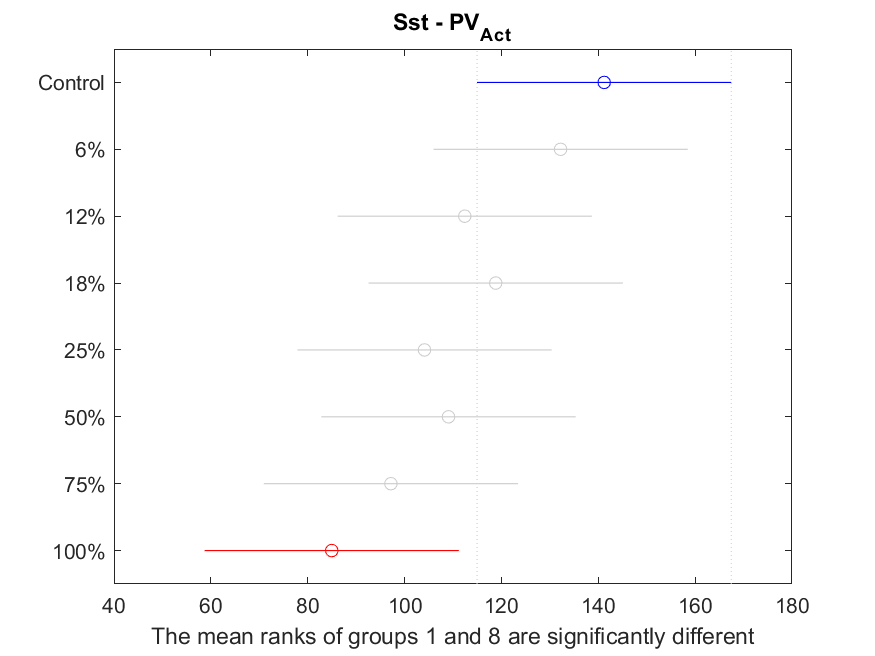 Sst - PV_Act
Control
6%
12%
18%
25%
50%
75%
100%
40 60 80 100 120 140 160 180
The mean ranks of groups 1 and 8 are significantly different